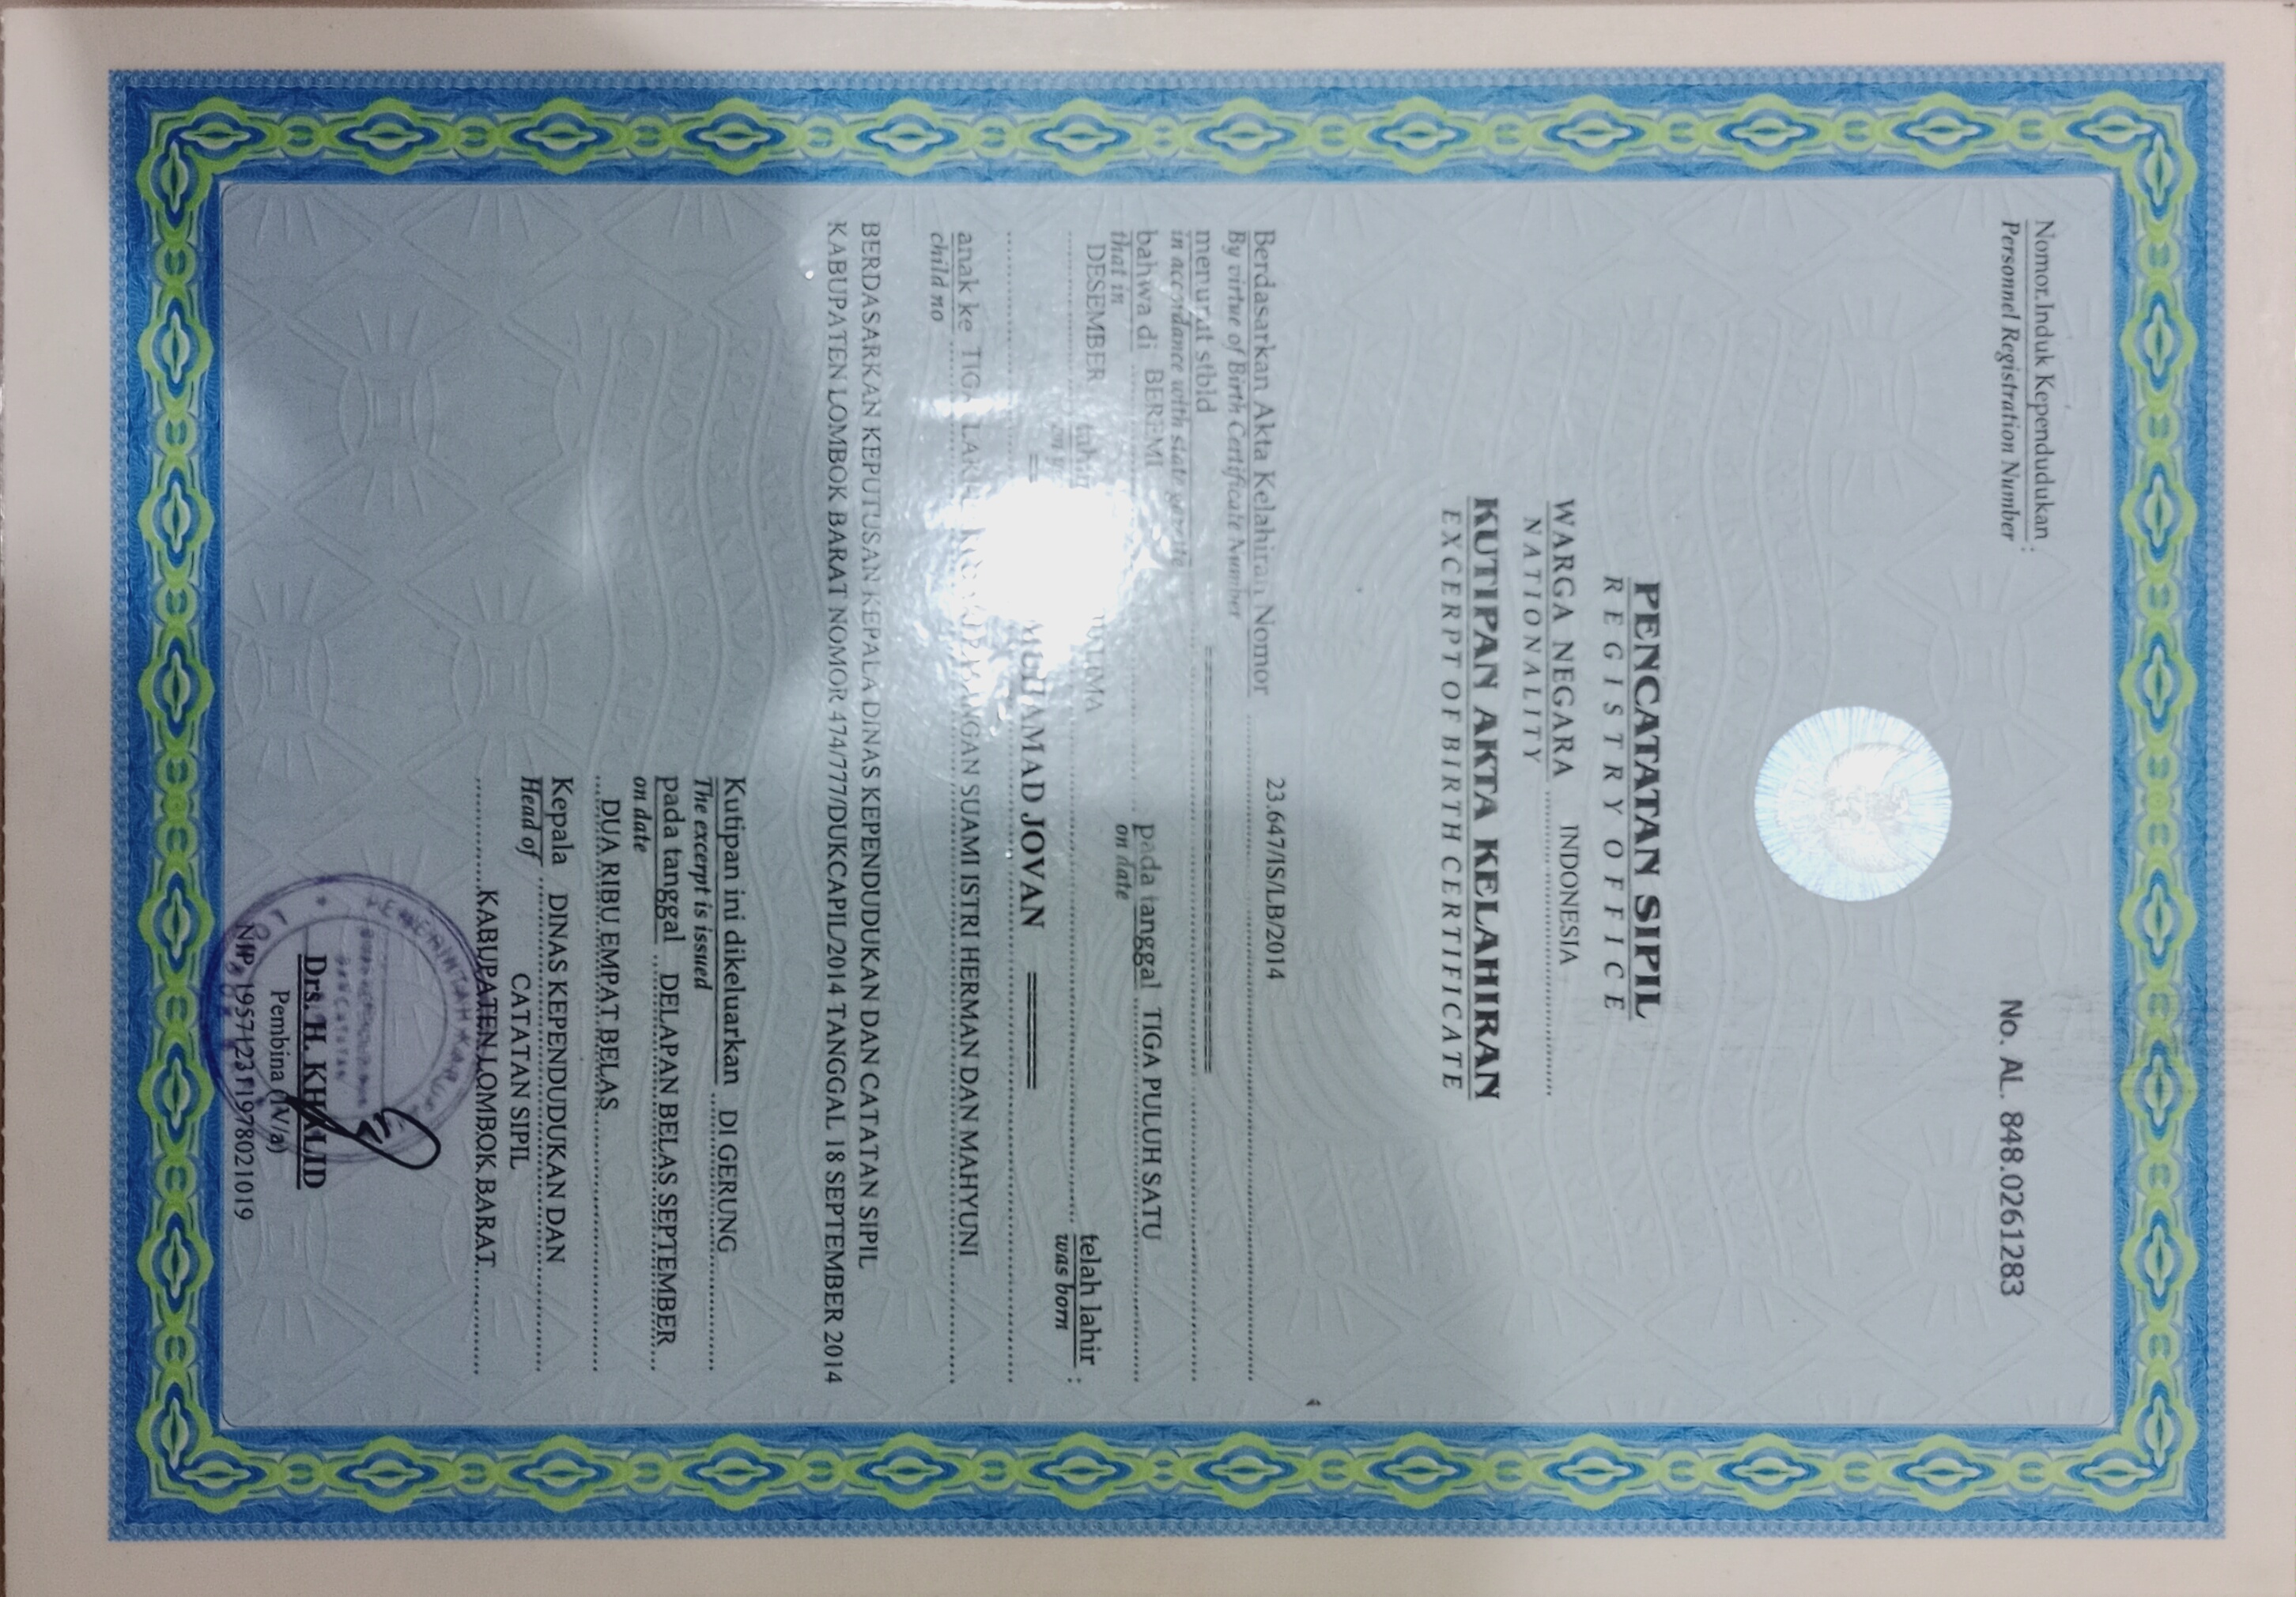 Nomor Induk Kependudukan :
Personnel Registration Number
No. AL. 848.0261283
PENCATATAN SIPIL
REGISTRY OFFICE
WARGA NEGARA INDONESIA
NATIONALITY
KUTIPAN AKTA KELAHIRAN
EXCERPT OF BIRTH CERTIFICATE
Berdasarkan Akta Kelahiran Nomor 23.647/IS/LB/2014
By virtue of Birth Certificate Number
menurut stbld
in accordance with state gazette
bahwa di BEREMI pada tanggal TIGA PULUH SATU
that in on date
DESEMBER tahun LIMA telah lahir :
was born
MUHAMAD JOVAN
anak ke TIGA, SUAMI ISTRI HERMAN DAN MAHYUNI
child no
BERDASARKAN KEPUTUSAN KEPALA DINAS KEPENDUDUKAN DAN CATATAN SIPIL
KABUPATEN LOMBOK BARAT NOMOR 474/777/DUKCAPIL/2014 TANGGAL 18 SEPTEMBER 2014
Kutipan ini dikeluarkan DI GERUNG
The excerpt is issued
pada tanggal DELAPAN BELAS SEPTEMBER
on date
DUA RIBU EMPAT BELAS
Kepala DINAS KEPENDUDUKAN DAN
Head of
CATATAN SIPIL
KABUPATEN LOMBOK BARAT
Drs. H. KHALID
Pembina (IV/a)
NIP 19571231 197802 1019